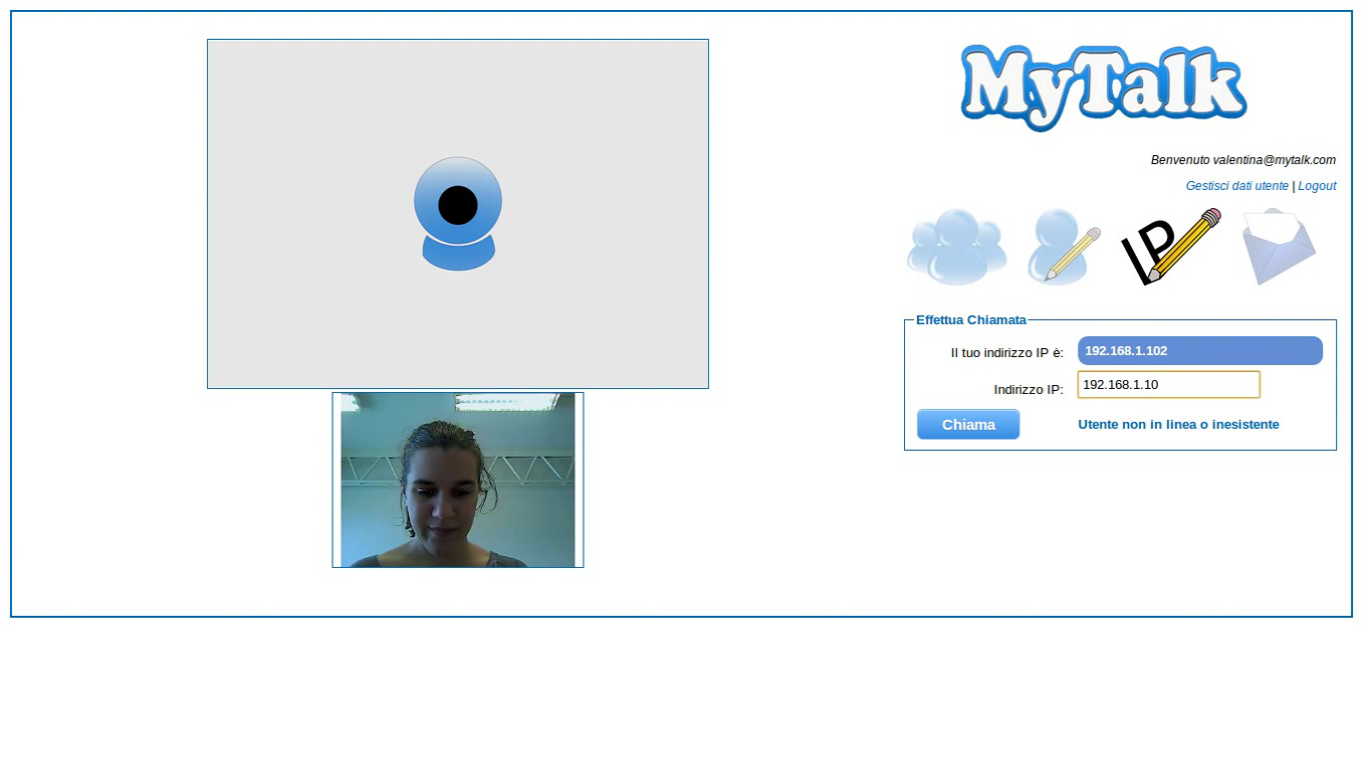 MyTalk
Benvenuto valentina@mytalk.com
Gestisci dati utente | Logout
IP
Effettua Chiamata
Il tuo indirizzo IP è: 192.168.1.102
Indirizzo IP: 192.168.1.10
Chiama Utente non in linea o inesistente